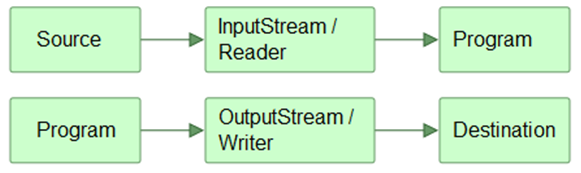 Source
InputStream /
Reader
Program
Program
OutputStream /
Writer
Destination